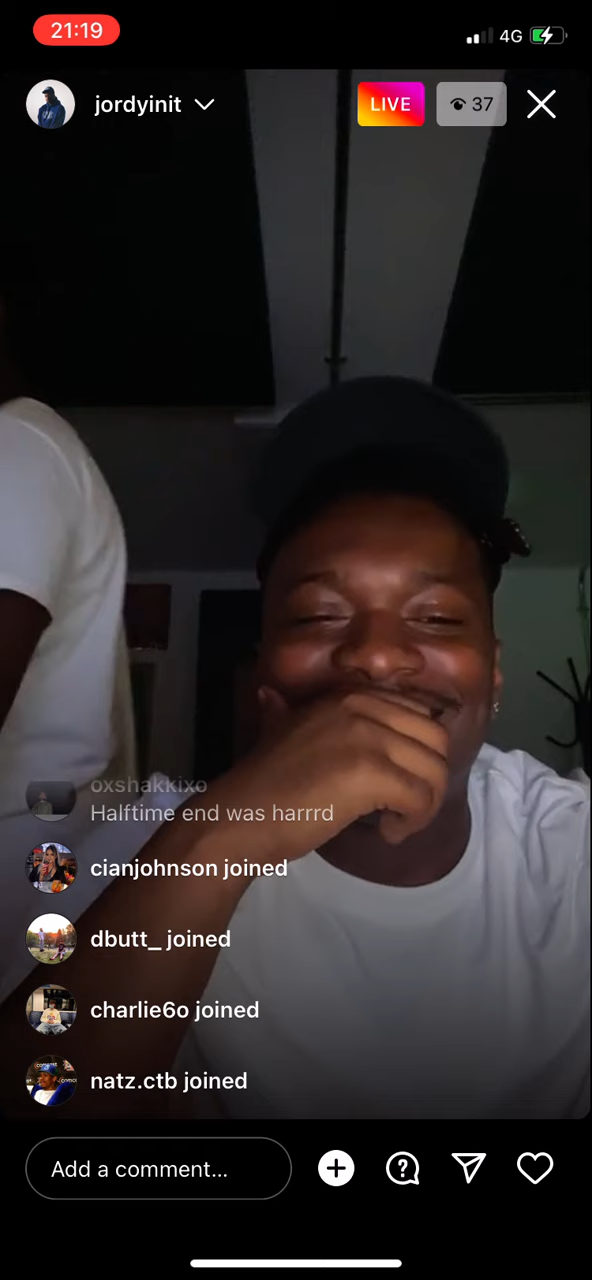 21:19
4G
jordyinit
LIVE
37
oxshakkixo
Halftime end was harrrd
cianjohnson joined
dbutt_ joined
charlie6o joined
natz.ctb joined
Add a comment...